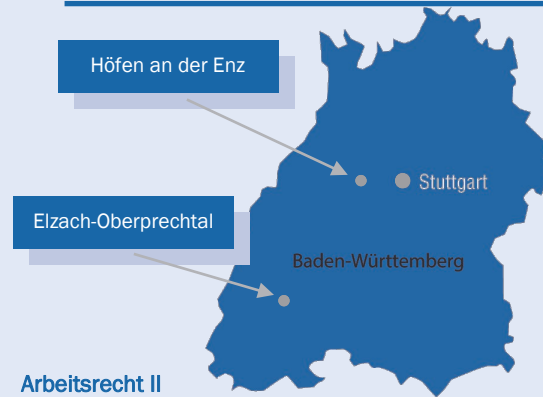 Höfen an der Enz
Stuttgart
Elzach-Oberprechtal
Baden-Württemberg
Arbeitsrecht II